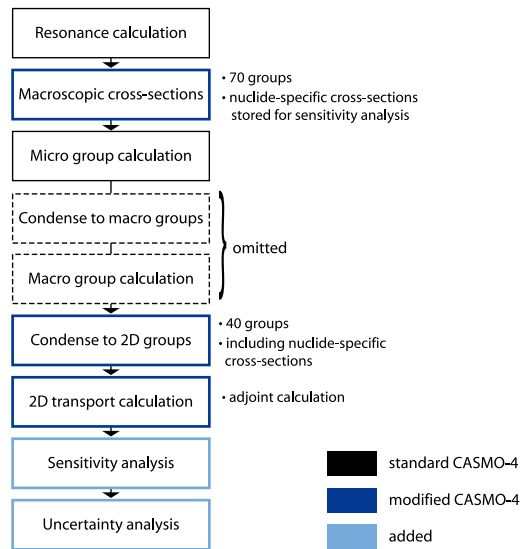 Resonance calculation
Macroscopic cross-sections
• 70 groups
• nuclide-specific cross-sections
stored for sensitivity analysis
Micro group calculation
Condense to macro groups
omitted
Macro group calculation
Condense to 2D groups
• 40 groups
• including nuclide-specific
cross-sections
2D transport calculation
• adjoint calculation
Sensitivity analysis
Uncertainty analysis
standard CASMO-4
modified CASMO-4
added